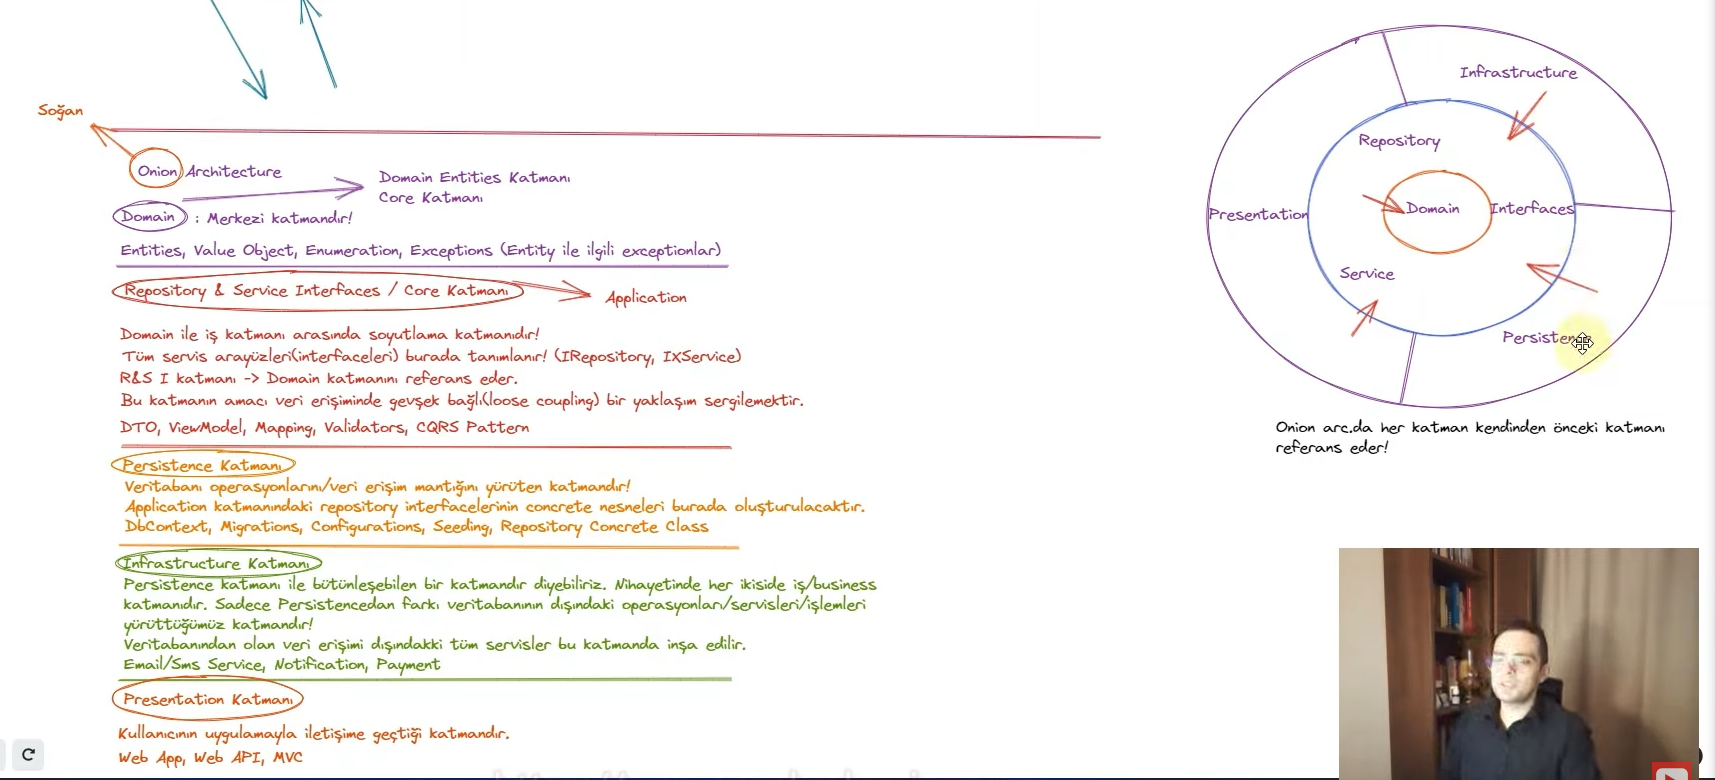 Soğan
Onion Architecture
Domain Entities Katmanı
Core Katmanı
Domain : Merkezi katmandır!
Entities, Value Object, Enumeration, Exceptions (Entity ile ilgili exceptionlar)
Repository & Service Interfaces / Core Katmanı
Application
Domain ile iş katmanı arasında soyutlama katmanıdır!
Tüm servis arayüzleri(interfaceleri) burada tanımlanır! (IRepository, IXService)
R&S I katmanı -> Domain katmanını referans eder.
Bu katmanın amacı veri erişiminde gevşek bağlı(loose coupling) bir yaklaşım sergilemektir.
DTO, ViewModel, Mapping, Validators, CQRS Pattern
Persistence Katmanı
Veritabanı operasyonlarını/veri erişim mantığını yürüten katmandır!
Application katmanındaki repository interfacelerinin concrete nesneleri burada oluşturulacaktır.
DbContext, Migrations, Configurations, Seeding, Repository Concrete Class
Infrastructure Katmanı
Persistence katmanı ile bütünleşebilen bir katmandır diyebiliriz. Nihayetinde her ikiside iş/business
katmanıdır. Sadece Persistencedan farkı veritabanının dışındaki operasyonları/servisleri/işlemleri
yürüttüğümüz katmandır!
Veritabanından olan veri erişimi dışındakki tüm servisler bu katmanda inşa edilir.
Email/Sms Service, Notification, Payment
Presentation Katmanı
Kullanıcının uygulamayla iletişime geçtiği katmandır.
Web App, Web API, MVC
Infrastructure
Repository
Presentation
Domain
Interfaces
Service
Onion arc.da her katman kendinden önceki katmanı
referans eder!